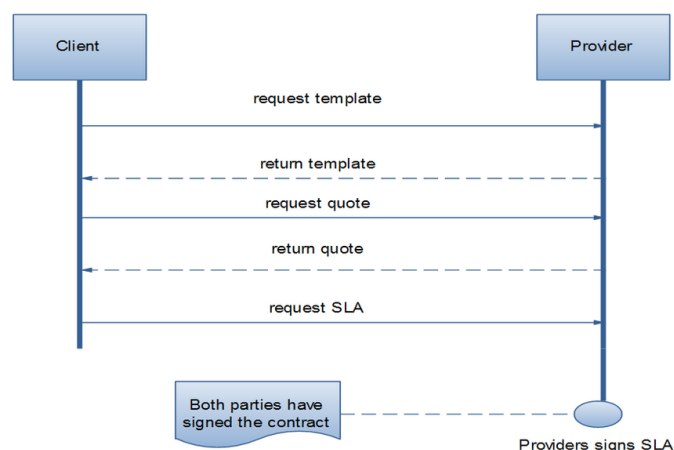 Client
Provider
request template
return template
request quote
return quote
request SLA
Both parties have
signed the contract
Providers signs SLA